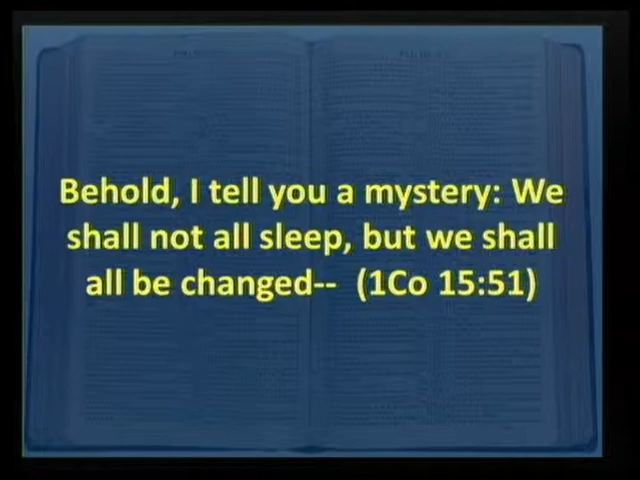 Behold, I tell you a mystery: We
shall not all sleep, but we shall
all be changed--  (1Co 15:51)